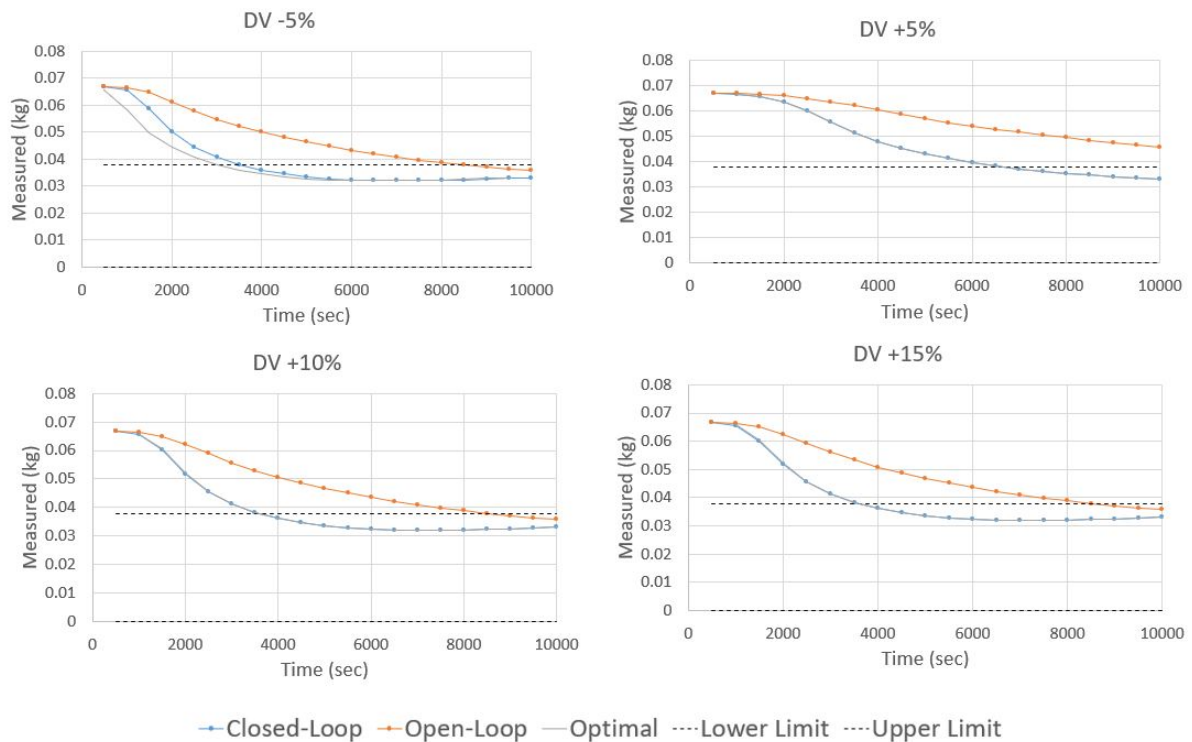 DV -5%
0.08
0.07
0.06
0.05
0.04
0.03
0.02
0.01
0
Measured (kg)
0 2000 4000 6000 8000 10000
Time (sec)
DV +5%
0.08
0.07
0.06
0.05
0.04
0.03
0.02
0.01
0
Measured (kg)
0 2000 4000 6000 8000 10000
Time (sec)
DV +10%
0.08
0.07
0.06
0.05
0.04
0.03
0.02
0.01
0
Measured (kg)
0 2000 4000 6000 8000 10000
Time (sec)
DV +15%
0.08
0.07
0.06
0.05
0.04
0.03
0.02
0.01
0
Measured (kg)
0 2000 4000 6000 8000 10000
Time (sec)
Closed-Loop Open-Loop Optimal Lower Limit Upper Limit